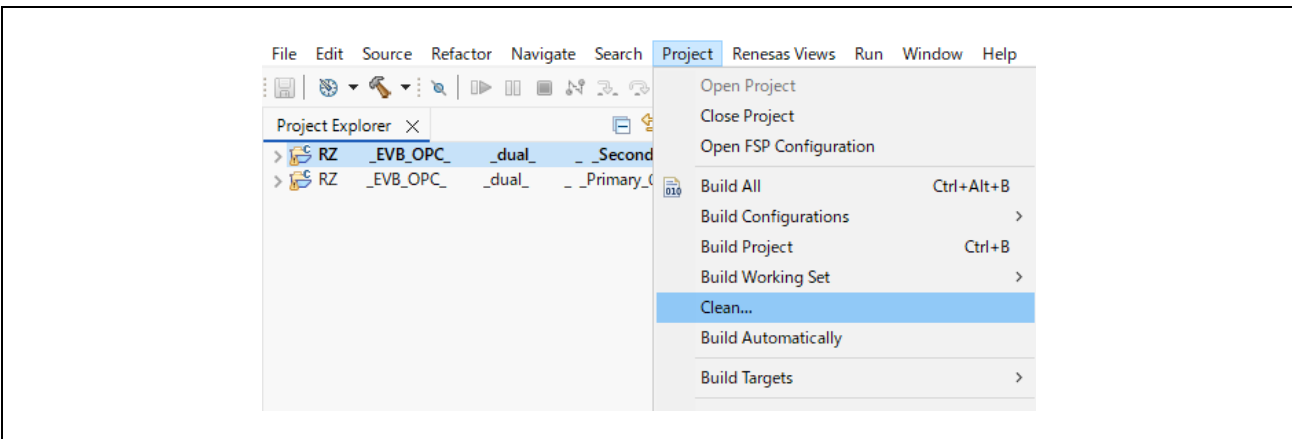 File Edit Source Refactor Navigate Search Project Renesas Views Run Window Help
Project Explorer
RZ _EVB_OPC_ _dual_ _ _Second
RZ _EVB_OPC_ _dual_ _ _Primary_
Open Project
Close Project
Open FSP Configuration
010 Build All Ctrl+Alt+B
Build Configurations
Build Project Ctrl+B
Build Working Set
Clean...
Build Automatically
Build Targets